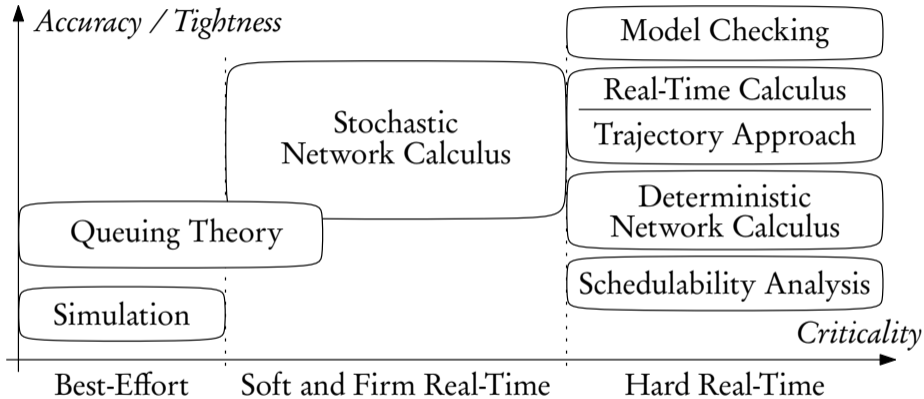 Accuracy / Tightness
Model Checking
Real-Time Calculus
Trajectory Approach
Stochastic
Network Calculus
Deterministic
Network Calculus
Queuing Theory
Schedulability Analysis
Simulation
Criticality
Best-Effort
Soft and Firm Real-Time
Hard Real-Time